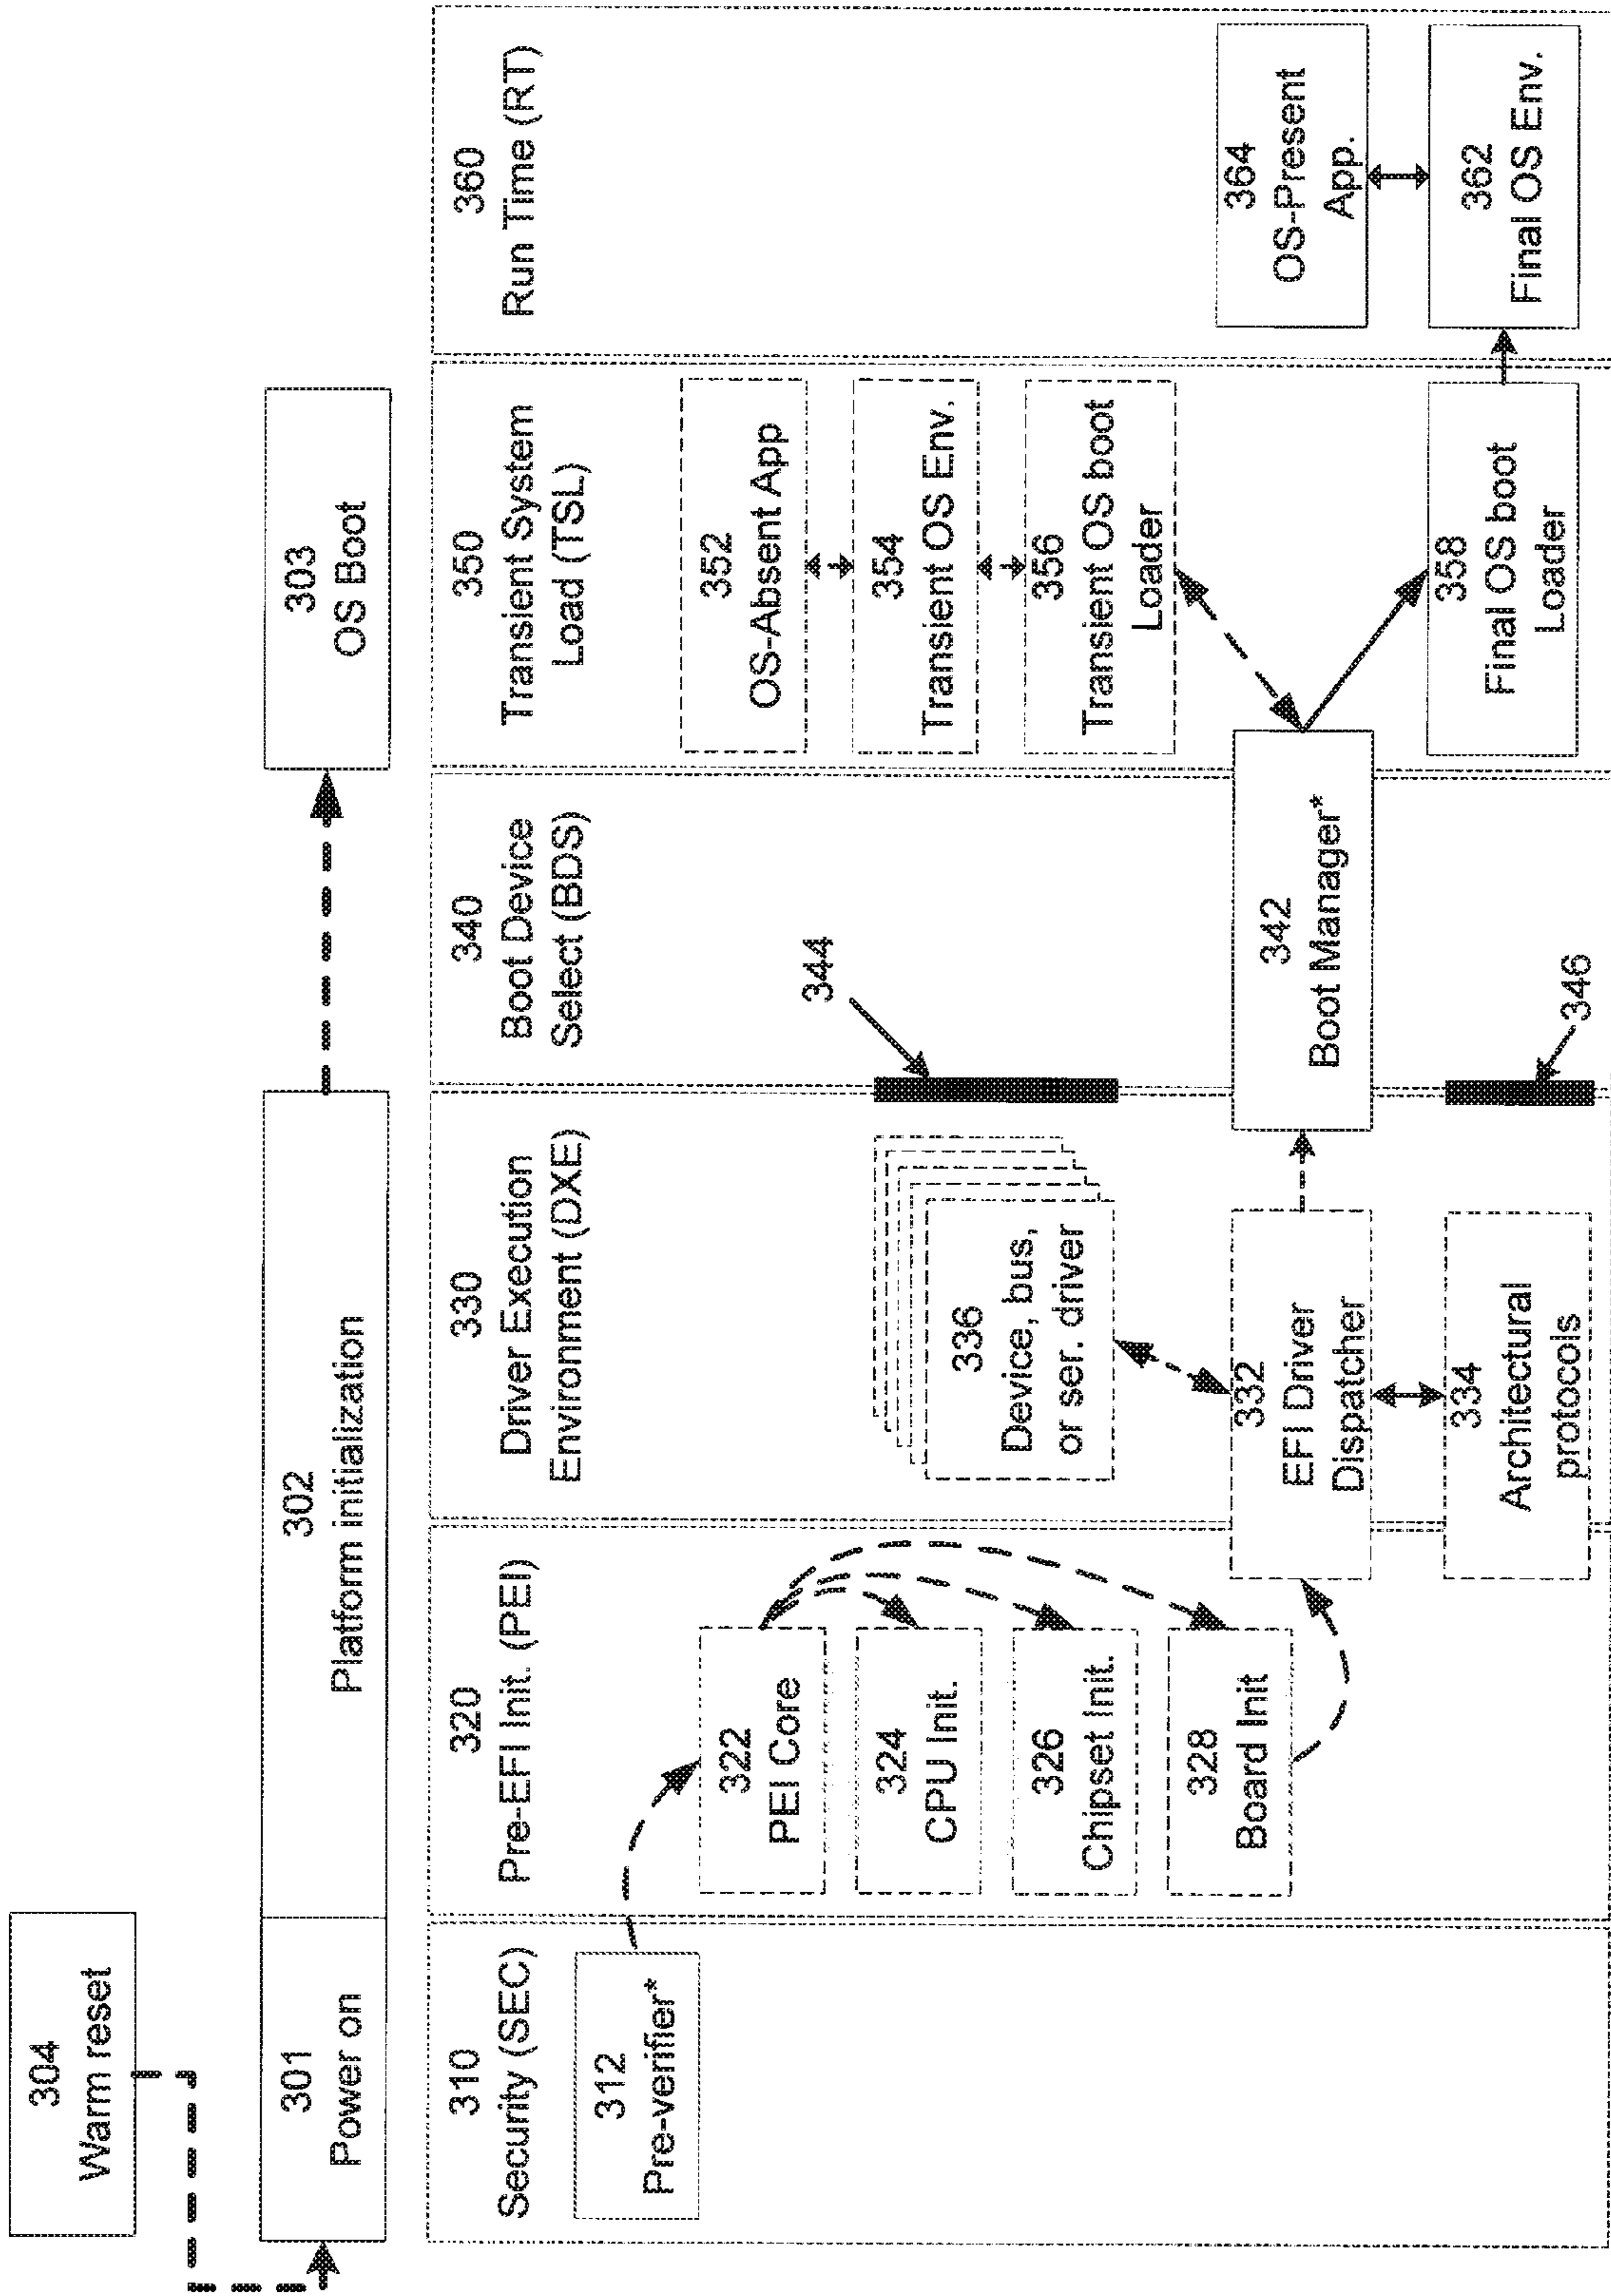 304
Warm reset
301
Power on
302
Platform initialization
303
OS Boot
310
Security (SEC)
312
Pre-verifier*
320
Pre-EFI Init. (PEI)
322
PEI Core
324
CPU Init.
326
Chipset Init.
328
Board Init
330
Driver Execution
Environment (DXE)
336
Device, bus,
or ser. driver
332
EFI Driver
Dispatcher
334
Architectural
protocols
340
Boot Device
Select (BDS)
344
342
Boot Manager*
346
350
Transient System
Load (TSL)
352
OS-Absent App
354
Transient OS Env.
356
Transient OS boot
Loader
358
Final OS boot
Loader
360
Run Time (RT)
364
OS-Present
App.
362
Final OS Env.